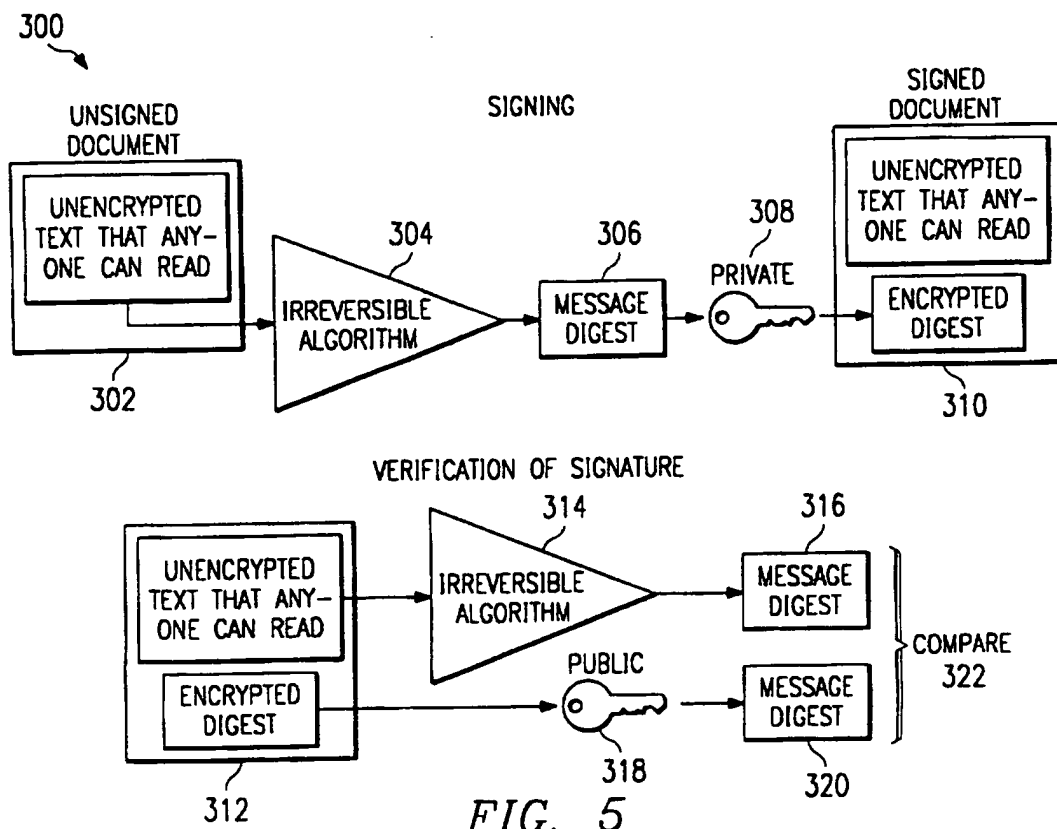 300
UNSIGNED
DOCUMENT
SIGNING
SIGNED
DOCUMENT
UNENCRYPTED
TEXT THAT ANY-
ONE CAN READ
302
304
IRREVERSIBLE
ALGORITHM
306
MESSAGE
DIGEST
308
PRIVATE
UNENCRYPTED
TEXT THAT ANY-
ONE CAN READ
ENCRYPTED
DIGEST
310
VERIFICATION OF SIGNATURE
UNENCRYPTED
TEXT THAT ANY-
ONE CAN READ
ENCRYPTED
DIGEST
312
314
IRREVERSIBLE
ALGORITHM
316
MESSAGE
DIGEST
PUBLIC
318
MESSAGE
DIGEST
320
COMPARE
322
FIG. 5